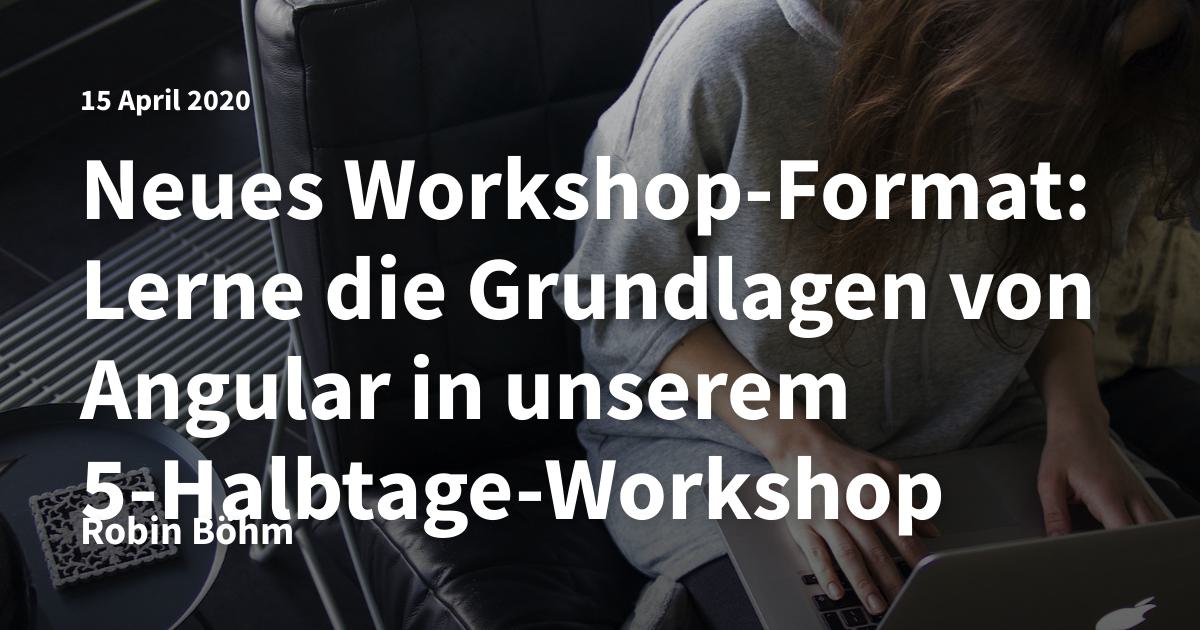 15 April 2020
Neues Workshop-Format:
Lerne die Grundlagen von
Angular in unserem
5-Halbtage-Workshop
Robin Böhm